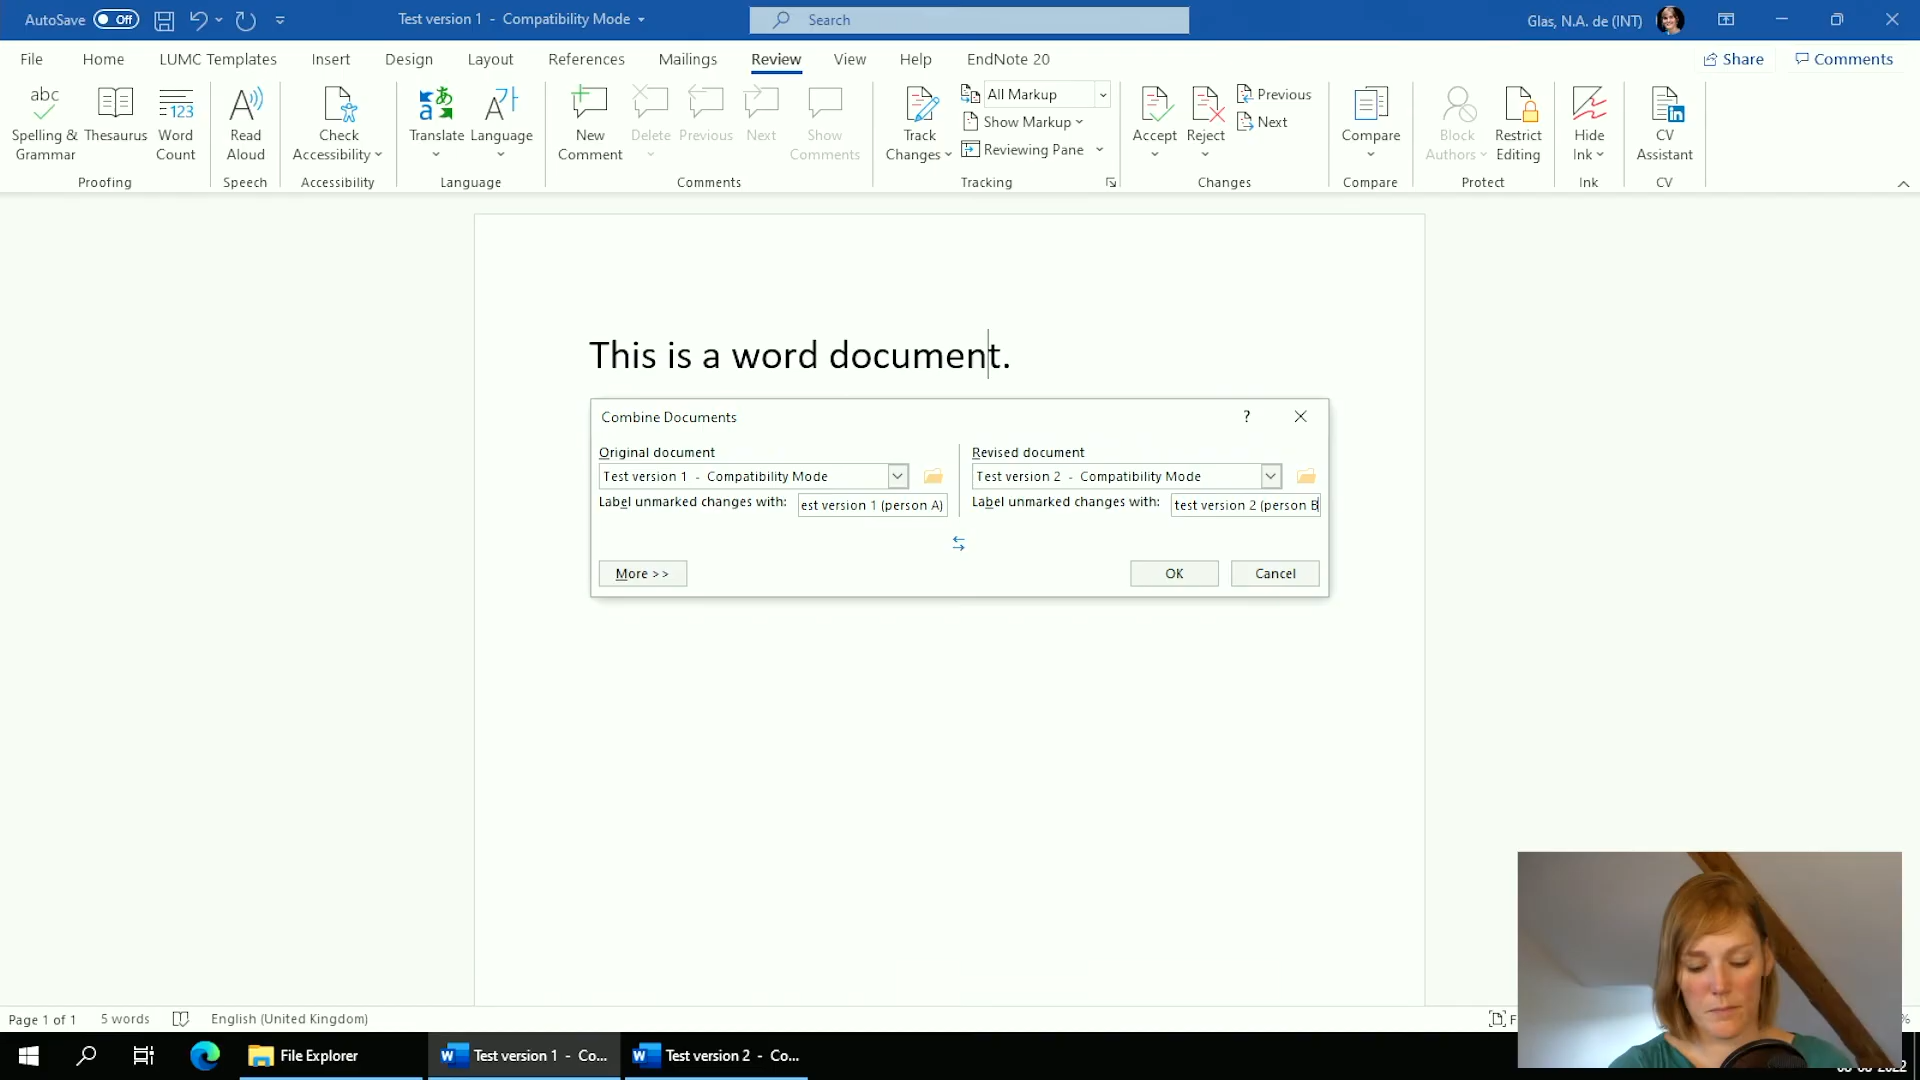 AutoSave Off Test version 1 - Compatibility Mode Search Glas, N.A. de (INT)
File Home LUMC Templates Insert Design Layout References Mailings Review View Help EndNote 20 Share Comments
abc
Spelling &
Grammar
Thesaurus
123
Word
Count
Proofing
Read
Aloud
Speech
Check
Accessibility
Accessibility
Translate
Language
Language
New
Comment
Delete
Previous
Next
Show
Comments
Comments
Track
Changes
All Markup
Show Markup
Reviewing Pane
Tracking
Accept
Reject
Previous
Next
Changes
Compare
Compare
Block
Authors
Restrict
Editing
Protect
Hide
Ink
Ink
CV
Assistant
CV
This is a word document.
Combine Documents ?
Original document
Test version 1 - Compatibility Mode
Label unmarked changes with: est version 1 (person A)
Revised document
Test version 2 - Compatibility Mode
Label unmarked changes with: test version 2 (person B
More >> OK Cancel
Page 1 of 1 5 words English (United Kingdom)
File Explorer Test version 1 - Co... Test version 2 - Co...